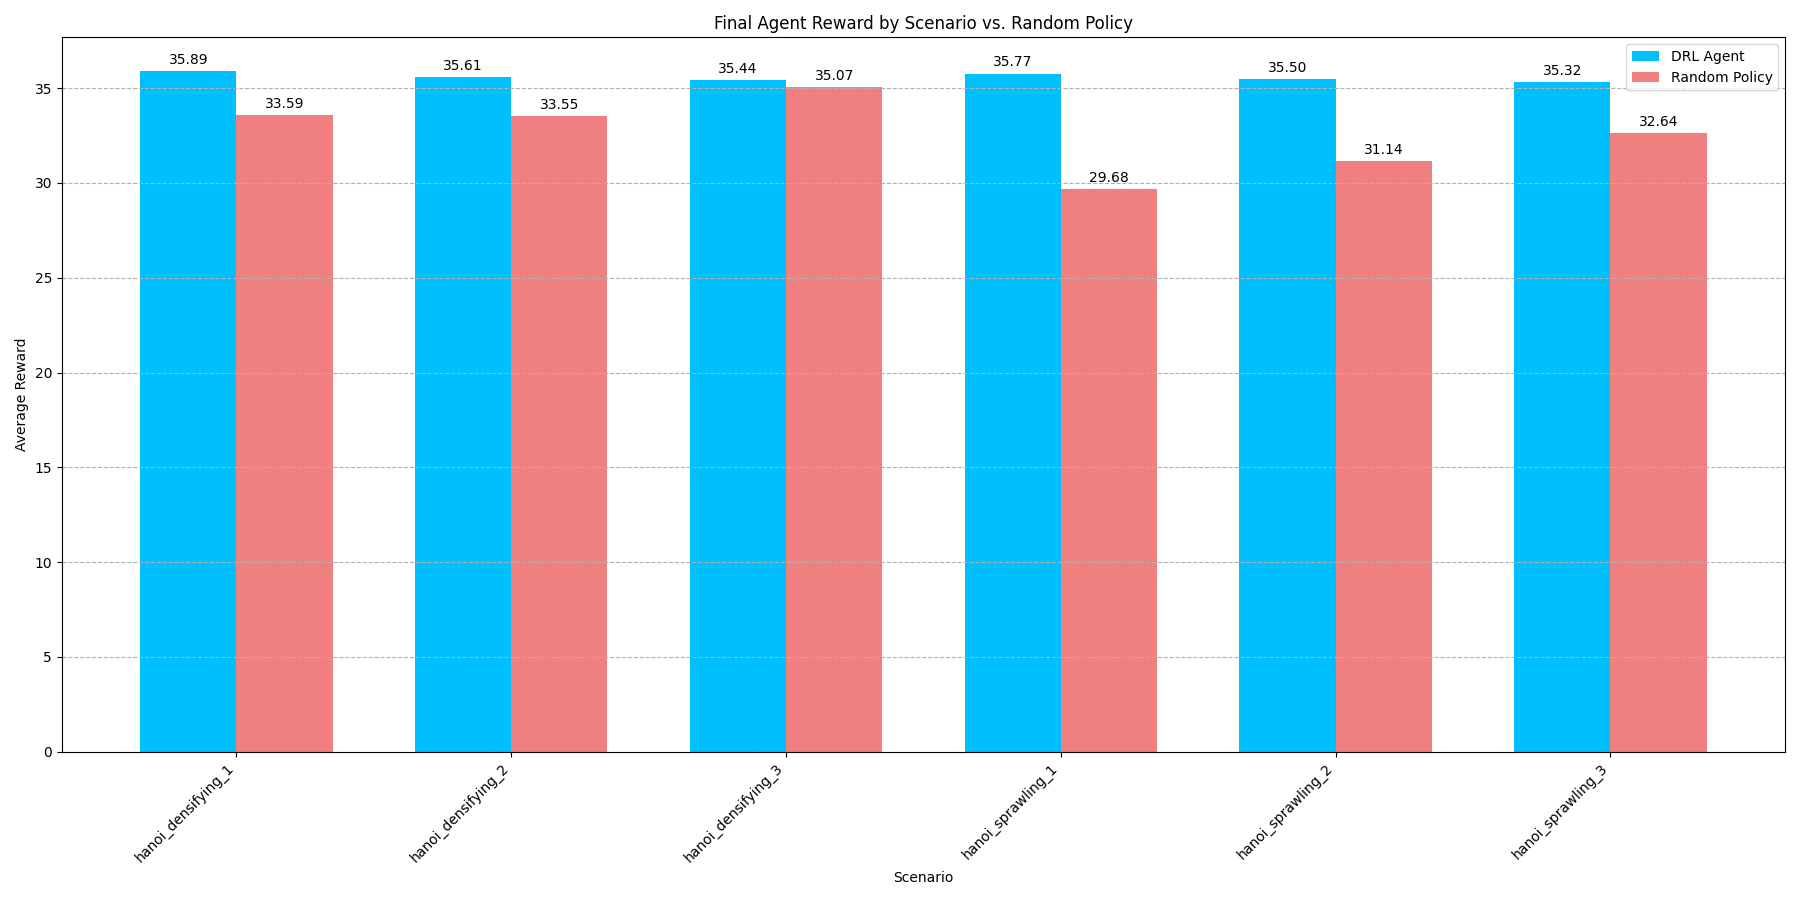 Final Agent Reward by Scenario vs. Random Policy
DRL Agent
Random Policy
35.89
33.59
35.61
33.55
35.44
35.07
35.77
29.68
35.50
31.14
35.32
32.64
Average Reward
35
30
25
20
15
10
5
0
hanoi_densifying_1
hanoi_densifying_2
hanoi_densifying_3
hanoi_sprawling_1
hanoi_sprawling_2
hanoi_sprawling_3
Scenario